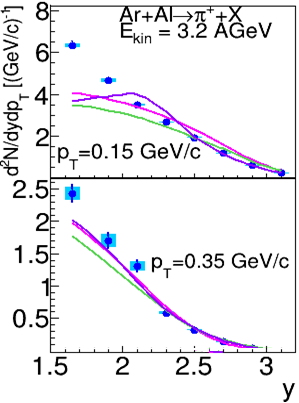 Ar+Al→π⁺+X
E_kin = 3.2 AGeV
d²N/dydp_T [(GeV/c)⁻¹]
8
6
4
2
p_T=0.15 GeV/c
2.5
2
1.5
1
0.5
p_T=0.35 GeV/c
1.5 2 2.5 3
y